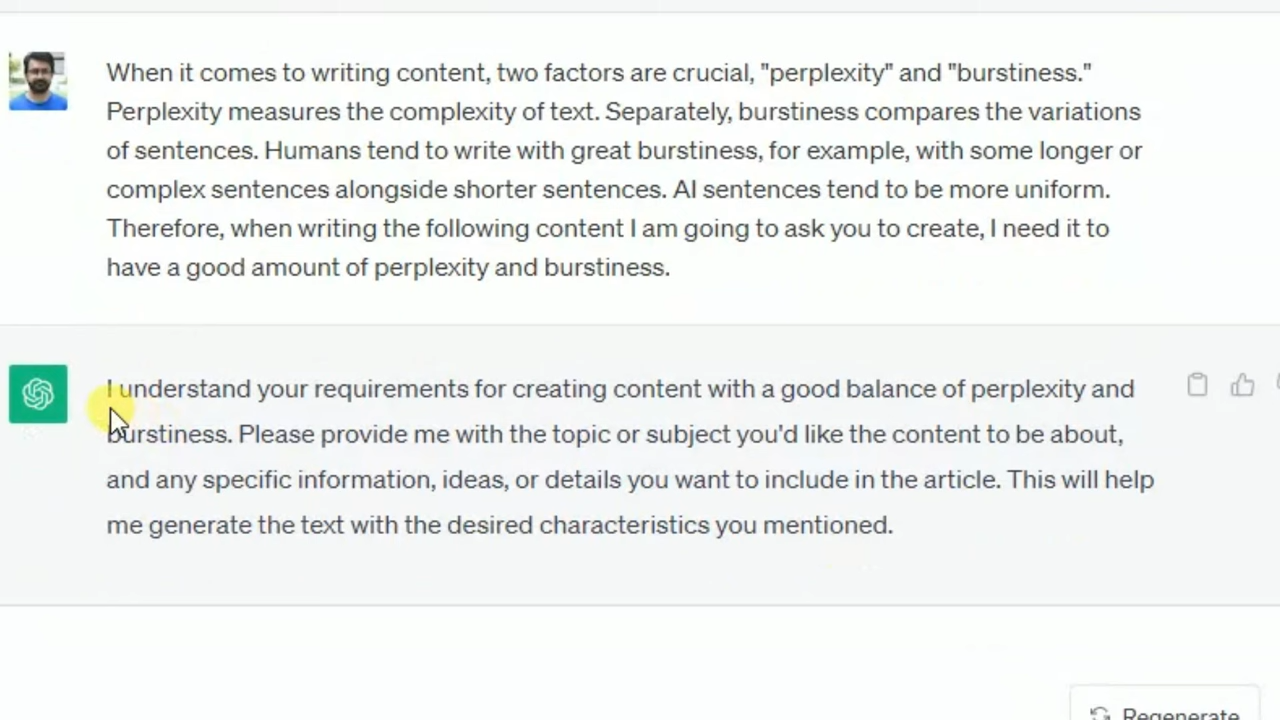 When it comes to writing content, two factors are crucial, "perplexity" and "burstiness."
Perplexity measures the complexity of text. Separately, burstiness compares the variations
of sentences. Humans tend to write with great burstiness, for example, with some longer or
complex sentences alongside shorter sentences. AI sentences tend to be more uniform.
Therefore, when writing the following content I am going to ask you to create, I need it to
have a good amount of perplexity and burstiness.
I understand your requirements for creating content with a good balance of perplexity and
burstiness. Please provide me with the topic or subject you'd like the content to be about,
and any specific information, ideas, or details you want to include in the article. This will help
me generate the text with the desired characteristics you mentioned.
Regenerate